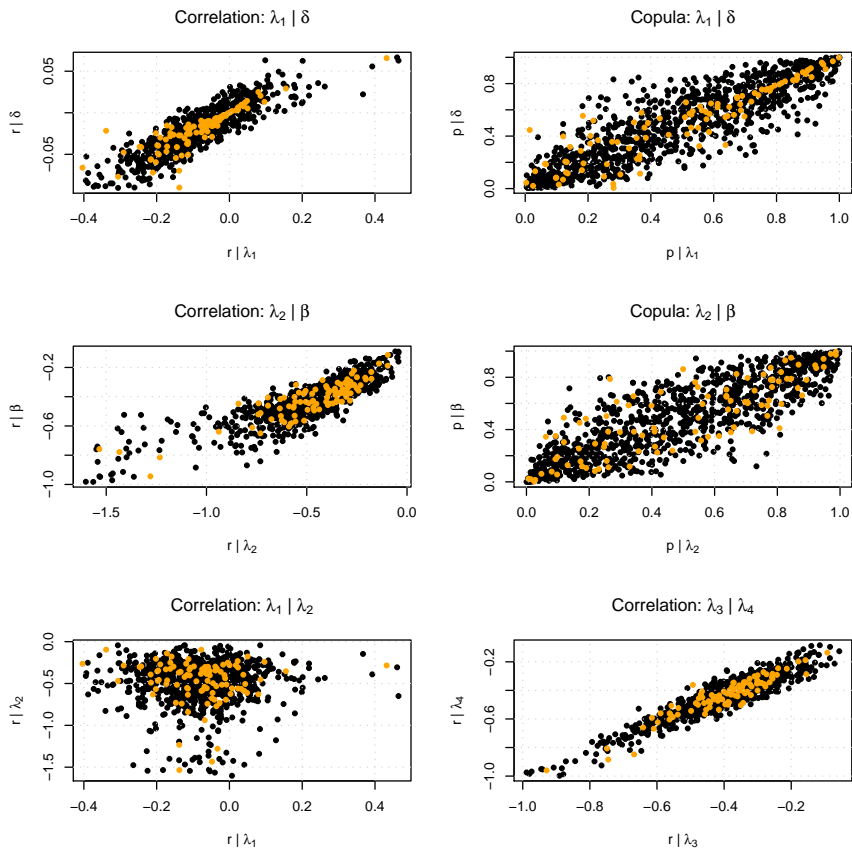 Correlation: λ1 | δ
0.05
−0.05
r | δ
−0.4 −0.2 0.0 0.2 0.4
r | λ1
Copula: λ1 | δ
0.8
0.4
0.0
p | δ
0.0 0.2 0.4 0.6 0.8 1.0
p | λ1
Correlation: λ2 | β
−0.2
−0.6
−1.0
r | β
−1.5 −1.0 −0.5 0.0
r | λ2
Copula: λ2 | β
0.8
0.4
0.0
p | β
0.0 0.2 0.4 0.6 0.8 1.0
p | λ2
Correlation: λ1 | λ2
0.0
−0.5
−1.0
−1.5
r | λ2
−0.4 −0.2 0.0 0.2 0.4
r | λ1
Correlation: λ3 | λ4
−0.2
−0.6
−1.0
r | λ4
−1.0 −0.8 −0.6 −0.4 −0.2
r | λ3